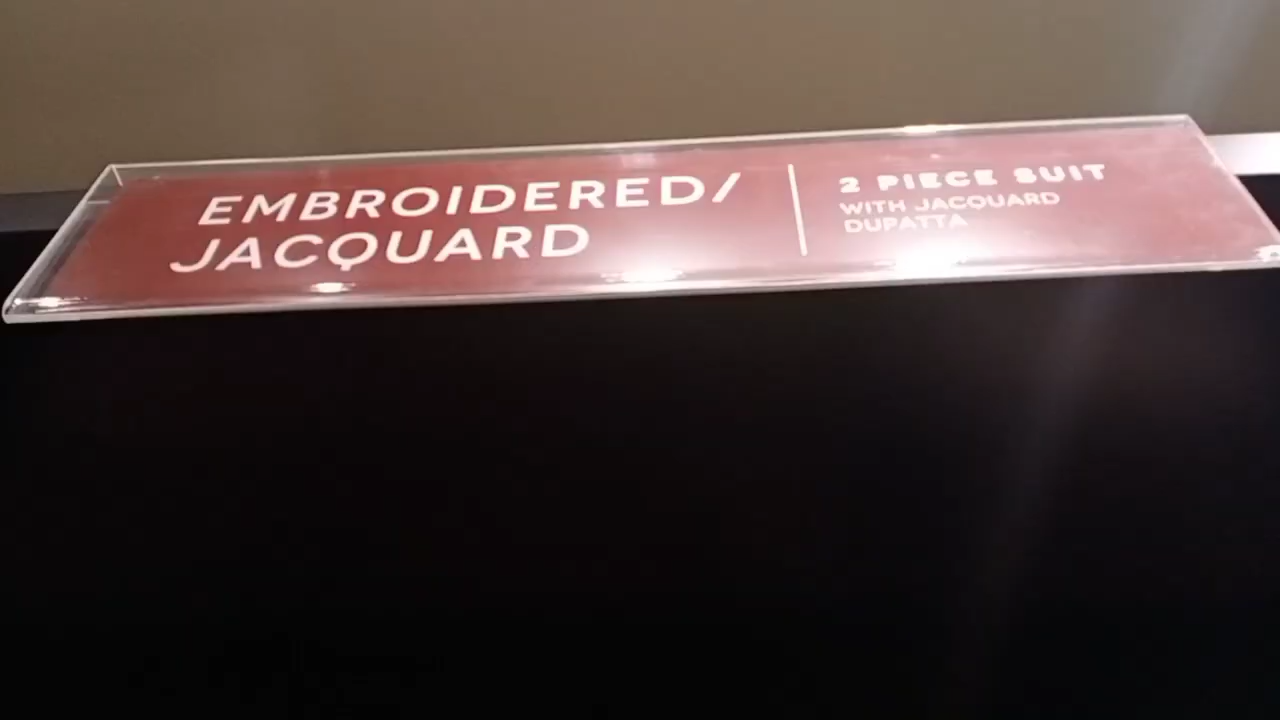 EMBROIDERED/
JACQUARD
2 PIECE SUIT
WITH JACQUARD
DUPATTA